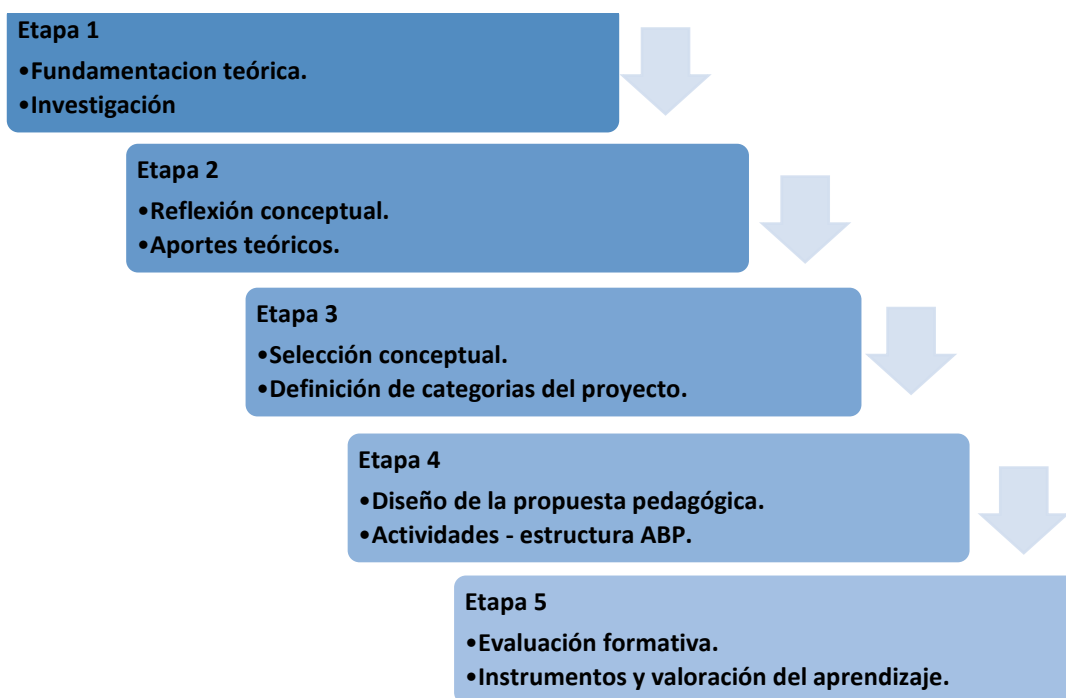 Etapa 1
•Fundamentacion teórica.
•Investigación
Etapa 2
•Reflexión conceptual.
•Aportes teóricos.
Etapa 3
•Selección conceptual.
•Definición de categorias del proyecto.
Etapa 4
•Diseño de la propuesta pedagógica.
•Actividades - estructura ABP.
Etapa 5
•Evaluación formativa.
•Instrumentos y valoración del aprendizaje.